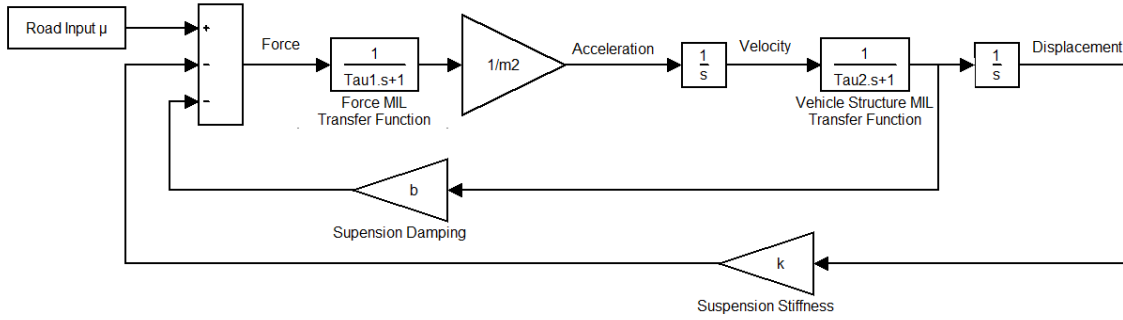 Road Input µ
+
−
−
Force
1
Tau1.s+1
Force MIL
Transfer Function
1/m2
Acceleration
1
s
Velocity
1
Tau2.s+1
Vehicle Structure MIL
Transfer Function
1
s
Displacement
b
Supension Damping
k
Suspension Stiffness